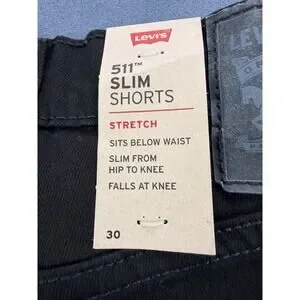 Levi's
511™
SLIM
SHORTS
STRETCH
SITS BELOW WAIST
SLIM FROM
HIP TO KNEE
FALLS AT KNEE
30